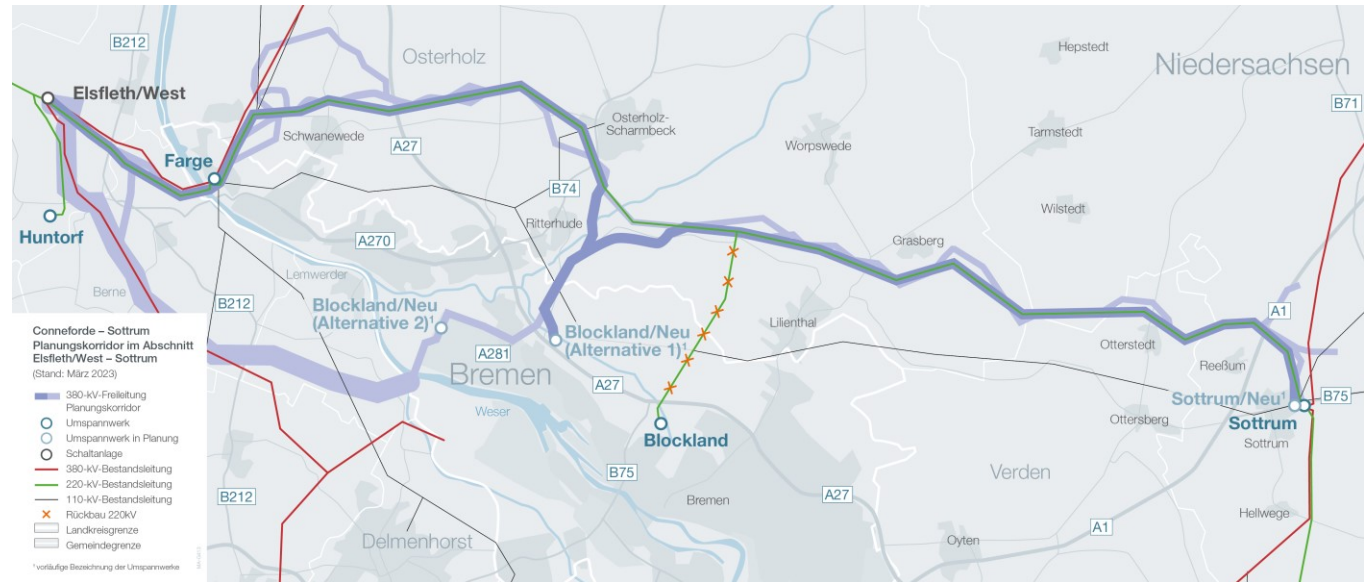 B212
Osterholz
Hepstedt
Niedersachsen
B71
Elsfleth/West
Schwanewede
Osterholz-
Scharmbeck
A27
Tarmstedt
Worpswede
Farge
B74
Wilstedt
Huntorf
Ritterhude
A270
Grasberg
Lemwerder
Berne
B212
Blockland/Neu
(Alternative 2)¹
Blockland/Neu
(Alternative 1)¹
Lilienthal
A1
Otterstedt
Reeßum
A281
Bremen
A27
Weser
Sottrum/Neu¹
B75
Sottrum
Ottersberg
Sottrum
Blockland
B75
Verden
B212
Bremen
A27
Hellwege
A1
Oyten
Delmenhorst
Conneforde – Sottrum
Planungskorridor im Abschnitt
Elsfleth/West – Sottrum
(Stand: März 2023)
380-kV-Freileitung
Planungskorridor
Umspannwerk
Umspannwerk in Planung
Schaltanlage
380-kV-Bestandsleitung
220-kV-Bestandsleitung
110-kV-Bestandsleitung
Rückbau 220kV
Landkreisgrenze
Gemeindegrenze
¹ vorläufige Bezeichnung der Umspannwerke